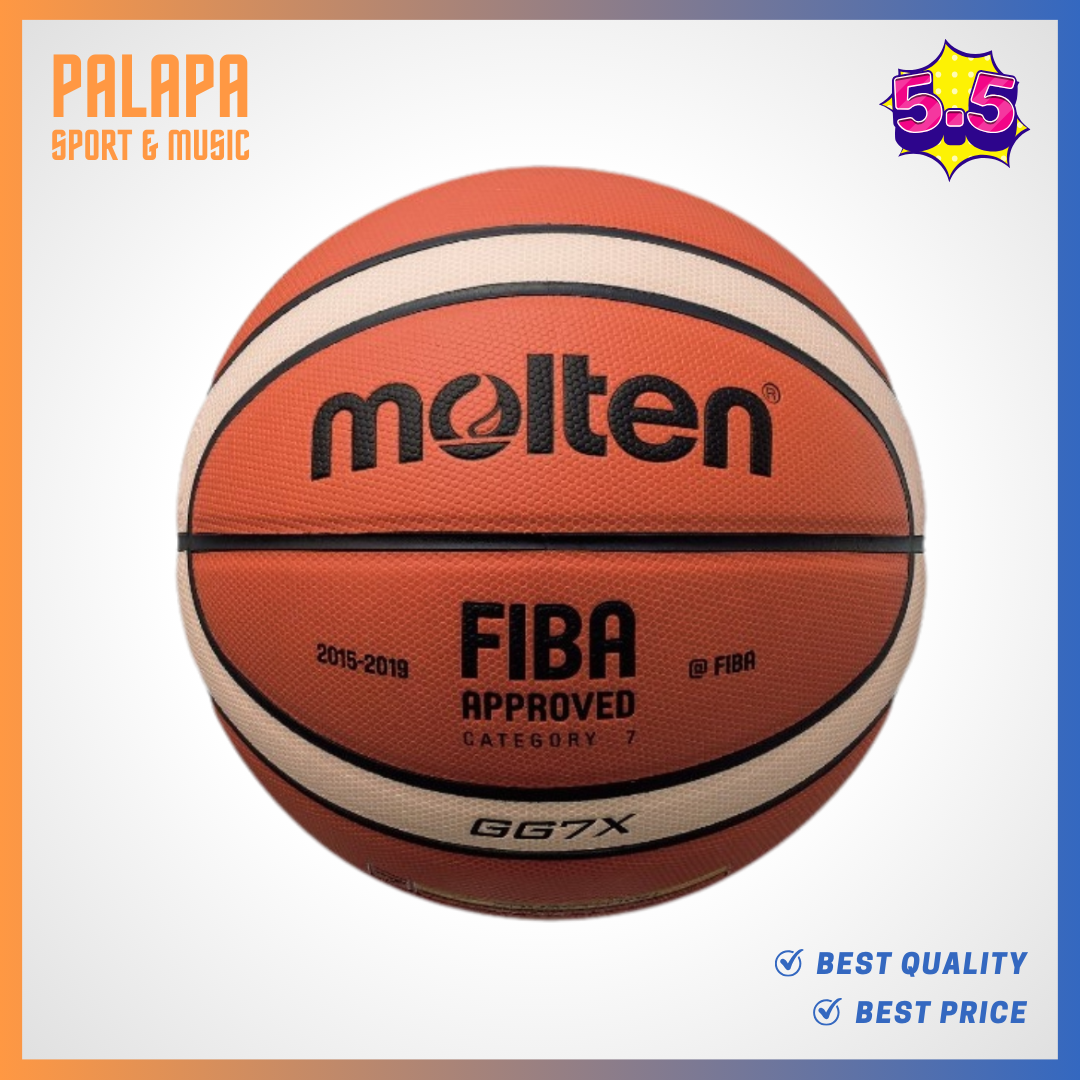 PALAPA
SPORT & MUSIC
5.5
molten®
2015-2019
FIBA
@ FIBA
APPROVED
CATEGORY 7
GG7X
BEST QUALITY
BEST PRICE